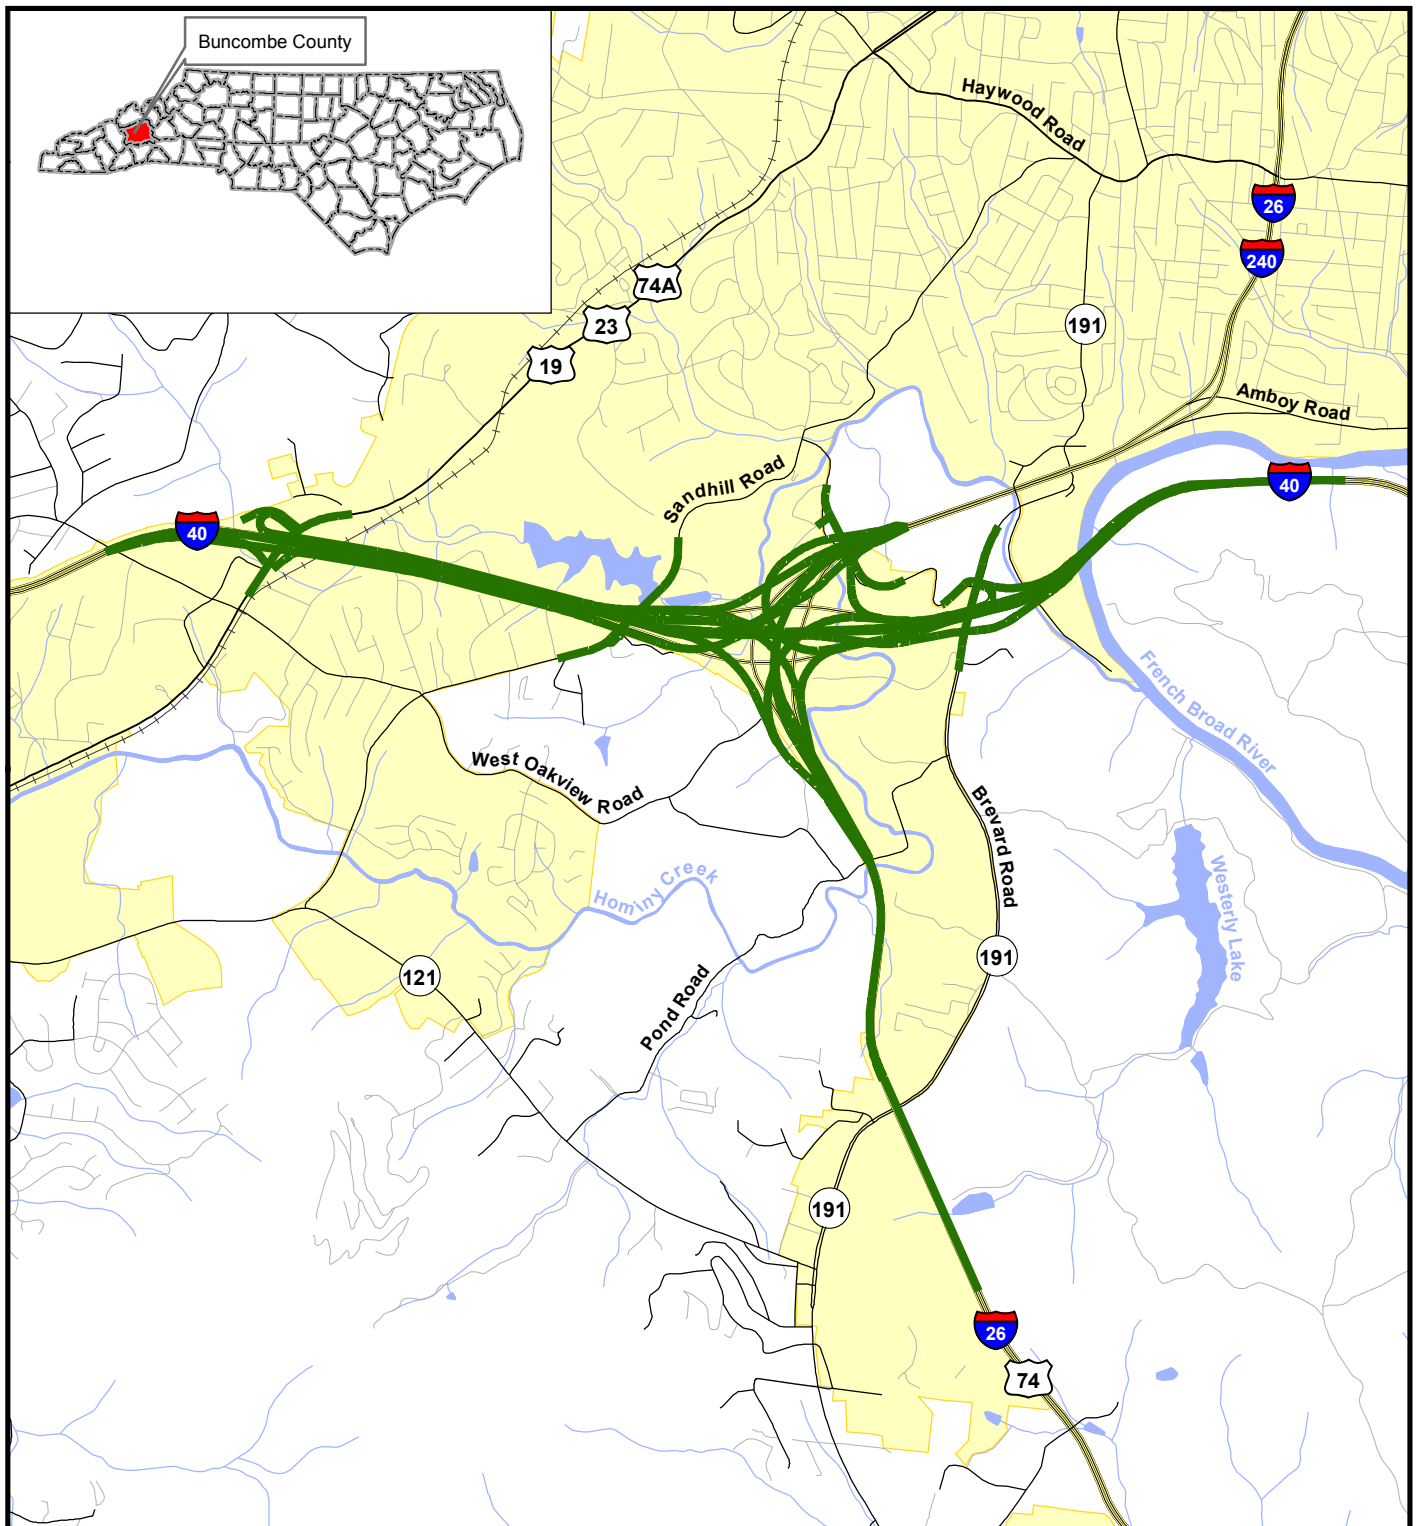 Buncombe County
Haywood Road
26
240
74A
23
19
191
Amboy Road
Sandhill Road
40
40
French Broad River
West Oakview Road
Brevard Road
Hominy Creek
Westerly Lake
191
121
Pond Road
191
26
74